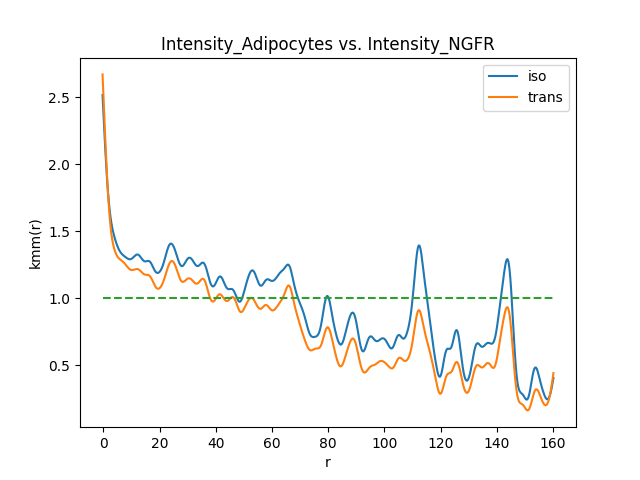 Intensity_Adipocytes vs. Intensity_NGFR
iso
trans
2.5
2.0
1.5
1.0
0.5
kmm(r)
0 20 40 60 80 100 120 140 160
r